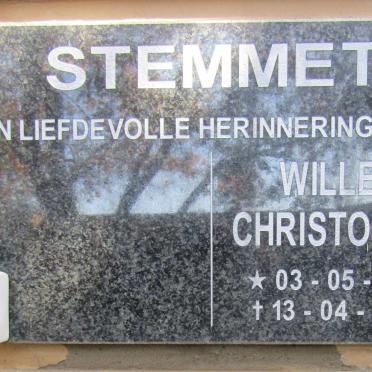 STEMMET
N LIEFDEVOLLE HERINNERING
WILLE
CHRISTO
★ 03 - 05 -
† 13 - 04 -